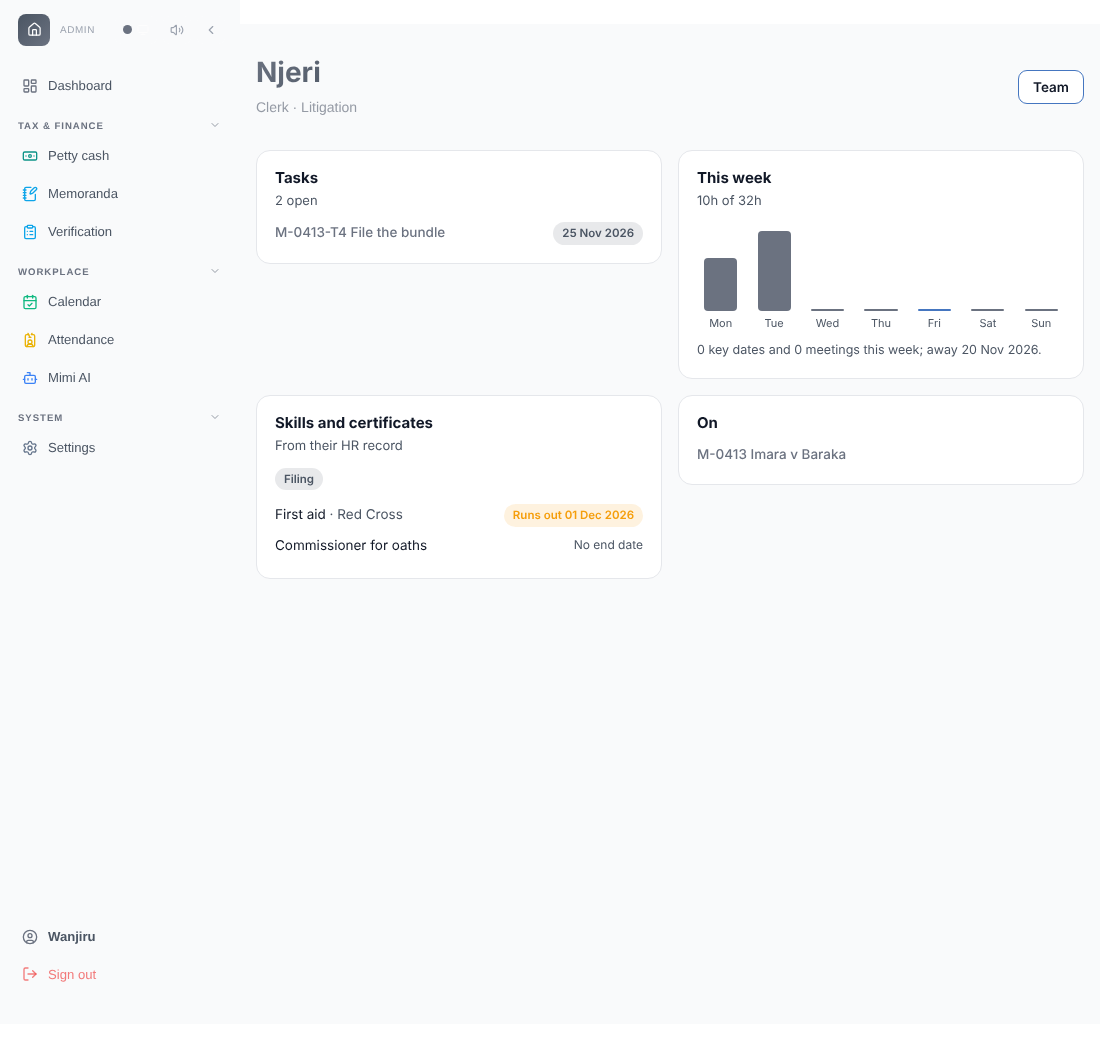 ADMIN
Dashboard
TAX & FINANCE
Petty cash
Memoranda
Verification
WORKPLACE
Calendar
Attendance
Mimi AI
SYSTEM
Settings
Wanjiru
Sign out
Njeri
Clerk · Litigation
Team
Tasks
2 open
M-0413-T4 File the bundle 25 Nov 2026
This week
10h of 32h
Mon Tue Wed Thu Fri Sat Sun
0 key dates and 0 meetings this week; away 20 Nov 2026.
Skills and certificates
From their HR record
Filing
First aid · Red Cross Runs out 01 Dec 2026
Commissioner for oaths No end date
On
M-0413 Imara v Baraka